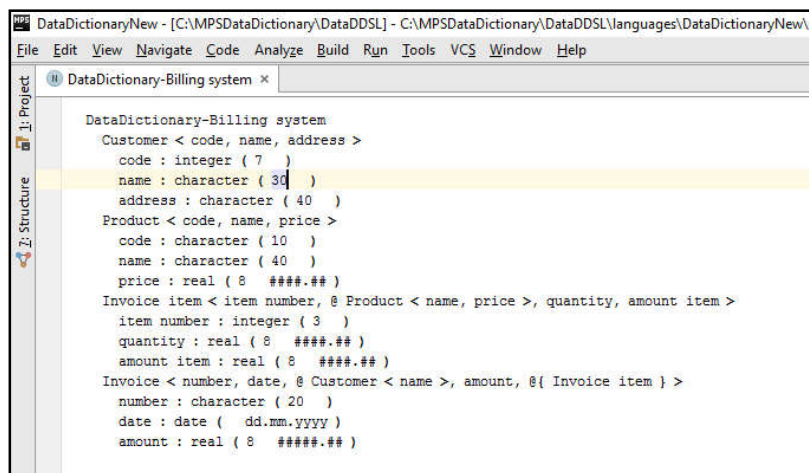 MPS DataDictionaryNew - [C:\MPSDataDictionary\DataDDSL] - C:\MPSDataDictionary\DataDDSL\languages\DataDictionaryNew\
File Edit View Navigate Code Analyze Build Run Tools VCS Window Help
N DataDictionary-Billing system ×
1: Project
7: Structure
DataDictionary-Billing system
Customer < code, name, address >
code : integer ( 7 )
name : character ( 30 )
address : character ( 40 )
Product < code, name, price >
code : character ( 10 )
name : character ( 40 )
price : real ( 8 ####.## )
Invoice item < item number, @ Product < name, price >, quantity, amount item >
item number : integer ( 3 )
quantity : real ( 8 ####.## )
amount item : real ( 8 ####.## )
Invoice < number, date, @ Customer < name >, amount, @{ Invoice item } >
number : character ( 20 )
date : date ( dd.mm.yyyy )
amount : real ( 8 #####.## )